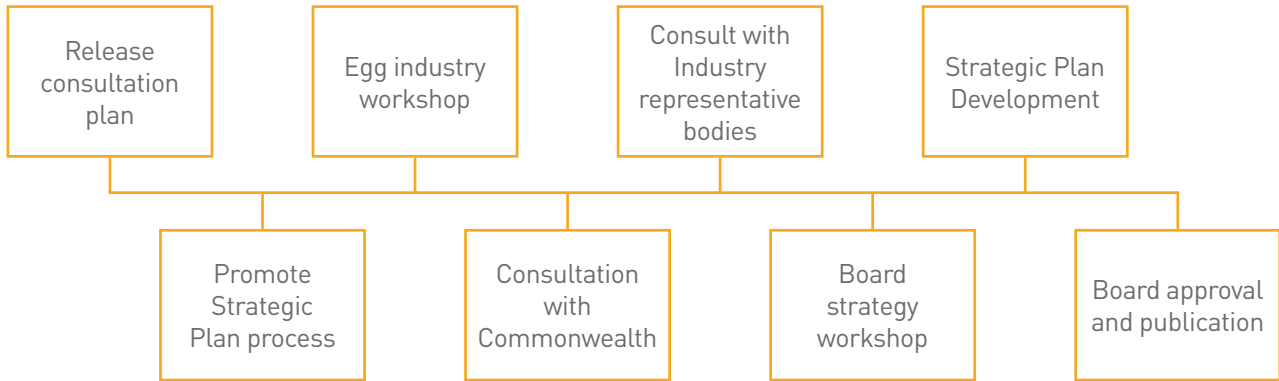 Release
consultation
plan
Egg industry
workshop
Consult with
Industry
representative
bodies
Strategic Plan
Development
Promote
Strategic
Plan process
Consultation
with
Commonwealth
Board
strategy
workshop
Board approval
and publication